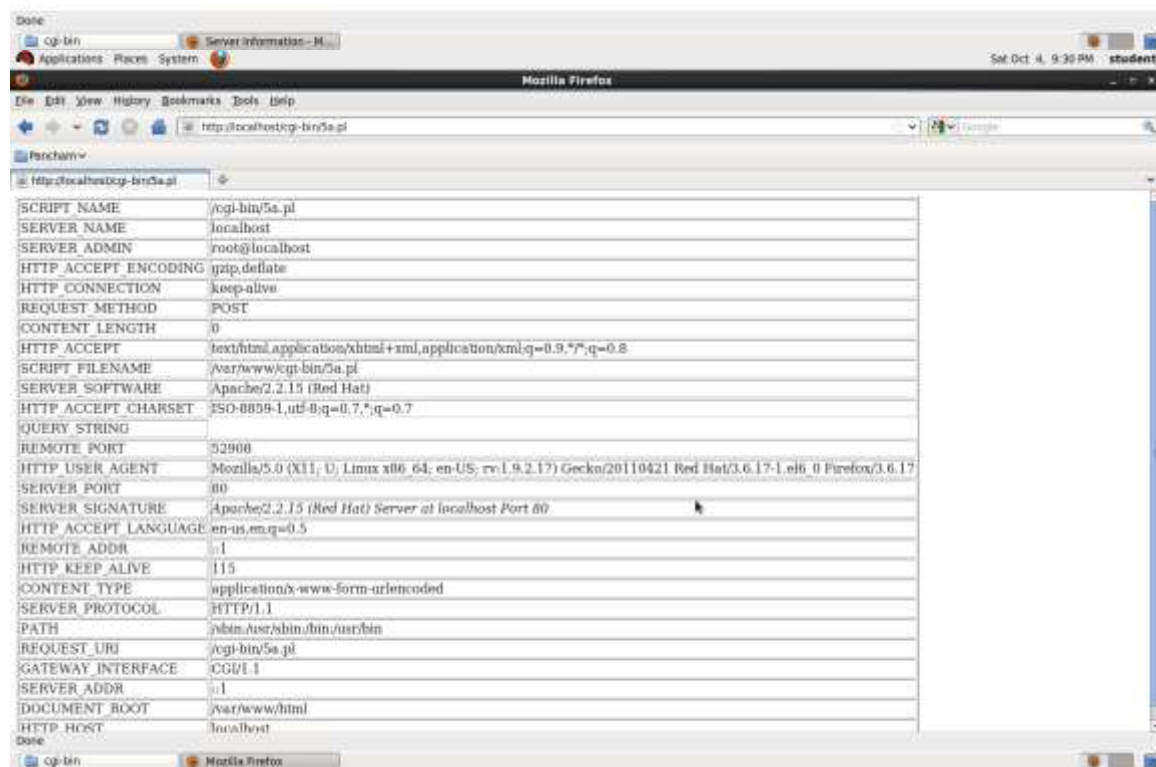 Done
cgi-bin Server Information - M...
Applications Places System Sat Oct 4, 9:30 PM student
Mozilla Firefox
File Edit View History Bookmarks Tools Help
http://localhost/cgi-bin/5a.pl Google
Pancham
http://localhost/cgi-bin/5a.pl
SCRIPT_NAME /cgi-bin/5a.pl
SERVER_NAME localhost
SERVER_ADMIN root@localhost
HTTP_ACCEPT_ENCODING gzip,deflate
HTTP_CONNECTION keep-alive
REQUEST_METHOD POST
CONTENT_LENGTH 0
HTTP_ACCEPT text/html,application/xhtml+xml,application/xml;q=0.9,*/*;q=0.8
SCRIPT_FILENAME /var/www/cgi-bin/5a.pl
SERVER_SOFTWARE Apache/2.2.15 (Red Hat)
HTTP_ACCEPT_CHARSET ISO-8859-1,utf-8;q=0.7,*;q=0.7
QUERY_STRING
REMOTE_PORT 52908
HTTP_USER_AGENT Mozilla/5.0 (X11; U; Linux x86_64; en-US; rv:1.9.2.17) Gecko/20110421 Red Hat/3.6.17-1.el6_0 Firefox/3.6.17
SERVER_PORT 80
SERVER_SIGNATURE Apache/2.2.15 (Red Hat) Server at localhost Port 80
HTTP_ACCEPT_LANGUAGE en-us,en;q=0.5
REMOTE_ADDR ::1
HTTP_KEEP_ALIVE 115
CONTENT_TYPE application/x-www-form-urlencoded
SERVER_PROTOCOL HTTP/1.1
PATH /sbin:/usr/sbin:/bin:/usr/bin
REQUEST_URI /cgi-bin/5a.pl
GATEWAY_INTERFACE CGI/1.1
SERVER_ADDR ::1
DOCUMENT_ROOT /var/www/html
HTTP_HOST localhost
Done
cgi-bin Mozilla Firefox